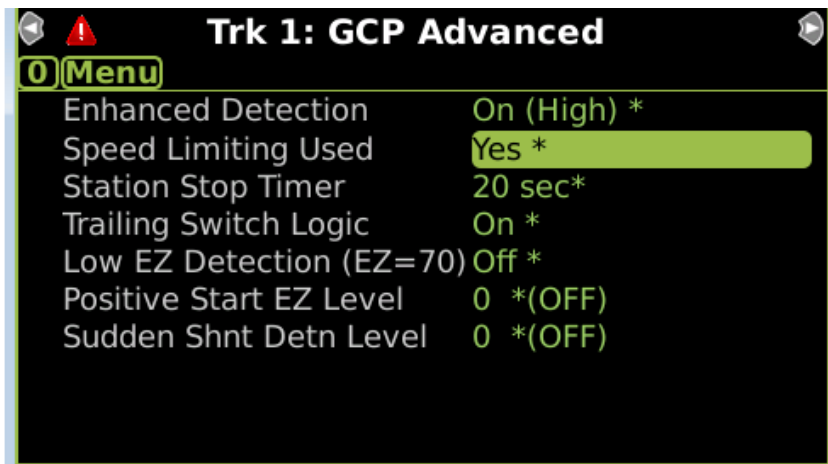 Trk 1: GCP Advanced
0 Menu
Enhanced Detection On (High) *
Speed Limiting Used Yes *
Station Stop Timer 20 sec*
Trailing Switch Logic On *
Low EZ Detection (EZ=70) Off *
Positive Start EZ Level 0 *(OFF)
Sudden Shnt Detn Level 0 *(OFF)